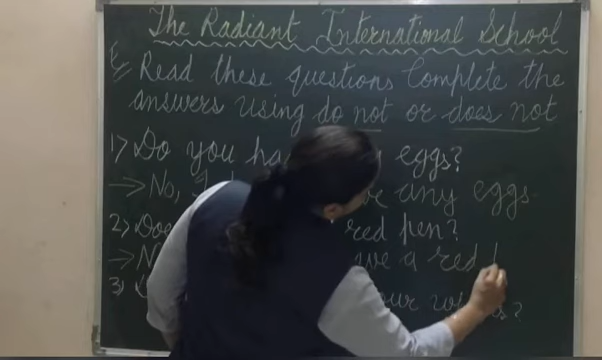 The Radiant International School
E Read these questions Complete the
answers using do not or does not
1) Do you ha eggs?
→ No, I ve any eggs
2) Doe red pen?
→ N ve a red
3) our wi s?